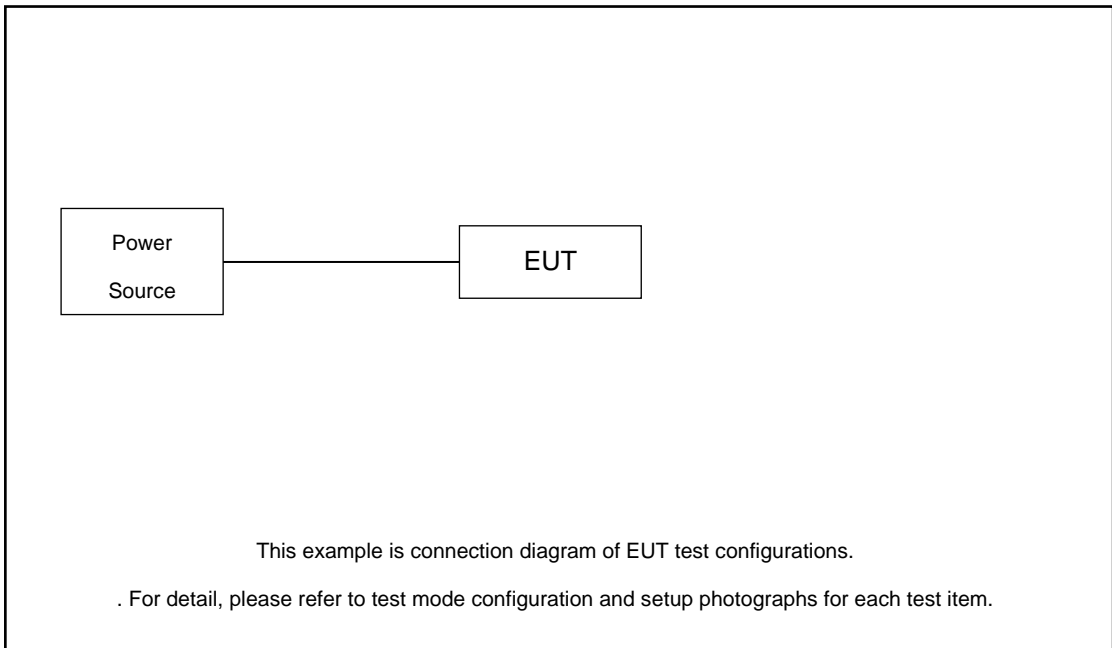 Power
Source
EUT
This example is connection diagram of EUT test configurations.
. For detail, please refer to test mode configuration and setup photographs for each test item.